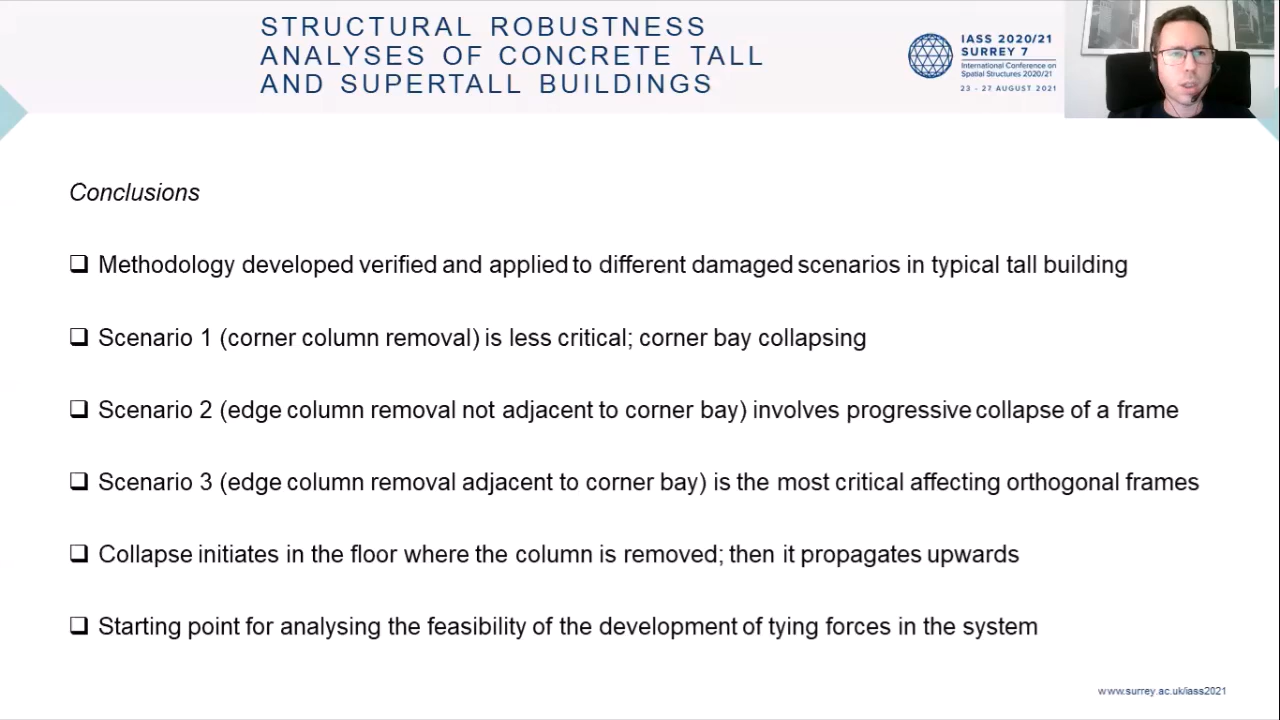 STRUCTURAL ROBUSTNESS
ANALYSES OF CONCRETE TALL
AND SUPERTALL BUILDINGS
IASS 2020/21
SURREY 7
International Conference on
Spatial Structures 2020/21
23 - 27 AUGUST 2021
Conclusions
❑ Methodology developed verified and applied to different damaged scenarios in typical tall building
❑ Scenario 1 (corner column removal) is less critical; corner bay collapsing
❑ Scenario 2 (edge column removal not adjacent to corner bay) involves progressive collapse of a frame
❑ Scenario 3 (edge column removal adjacent to corner bay) is the most critical affecting orthogonal frames
❑ Collapse initiates in the floor where the column is removed; then it propagates upwards
❑ Starting point for analysing the feasibility of the development of tying forces in the system
www.surrey.ac.uk/iass2021